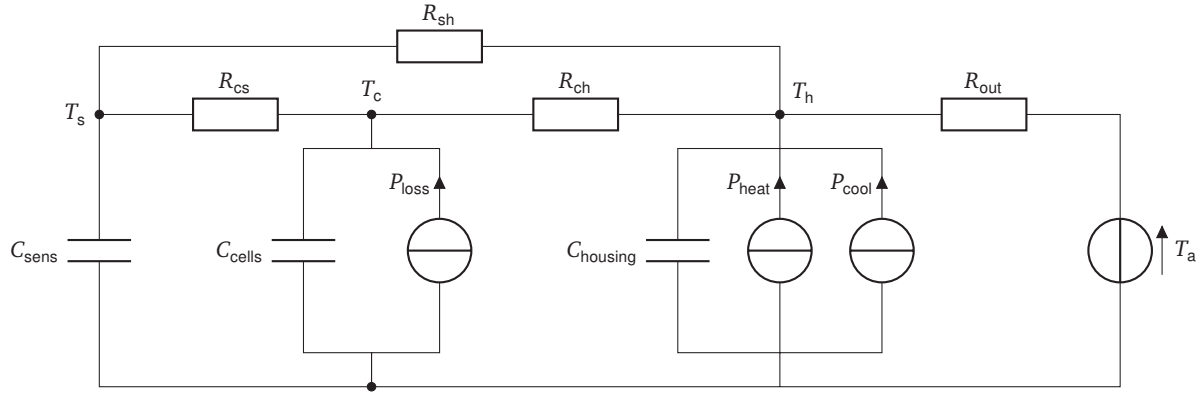 R_sh
R_cs
T_c
R_ch
T_h
R_out
T_s
P_loss
P_heat
P_cool
C_sens
C_cells
C_housing
T_a